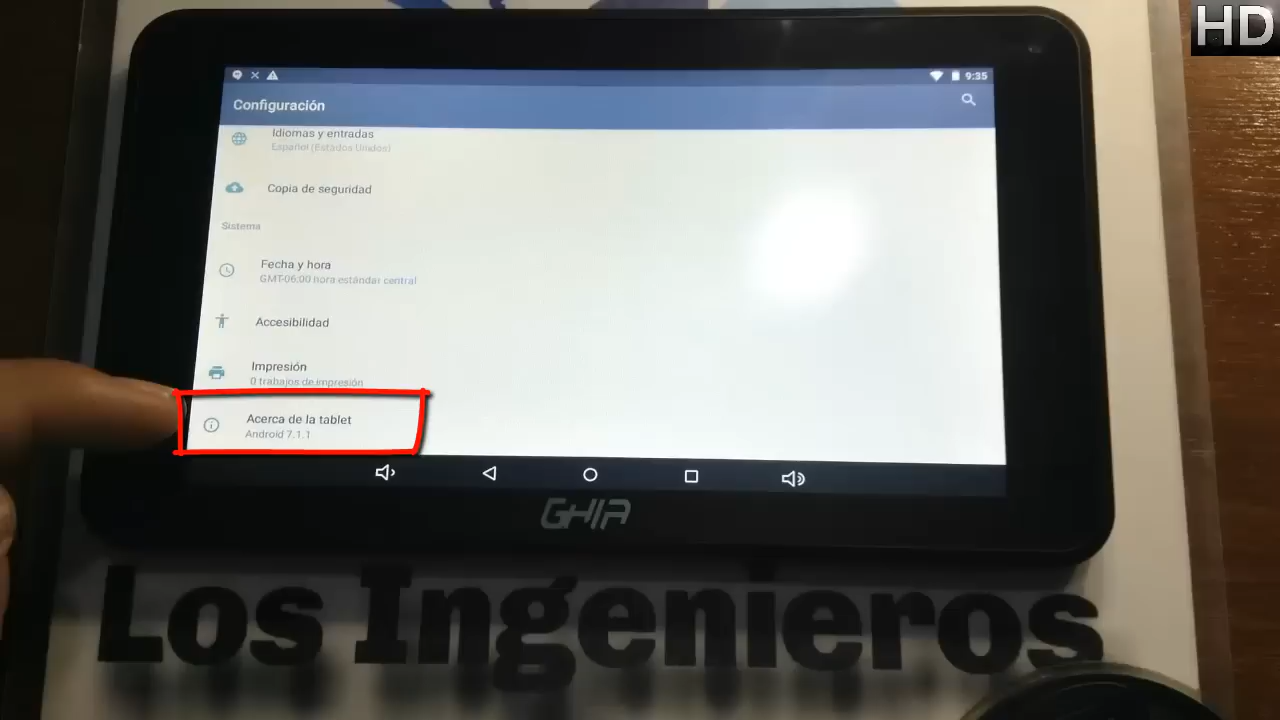 HD
9:35
Configuración
Idiomas y entradas
Español (Estados Unidos)
Copia de seguridad
Sistema
Fecha y hora
GMT-06:00 hora estándar central
Accesibilidad
Impresión
0 trabajos de impresión
Acerca de la tablet
Android 7.1.1
GHIA
Los Ingenieros